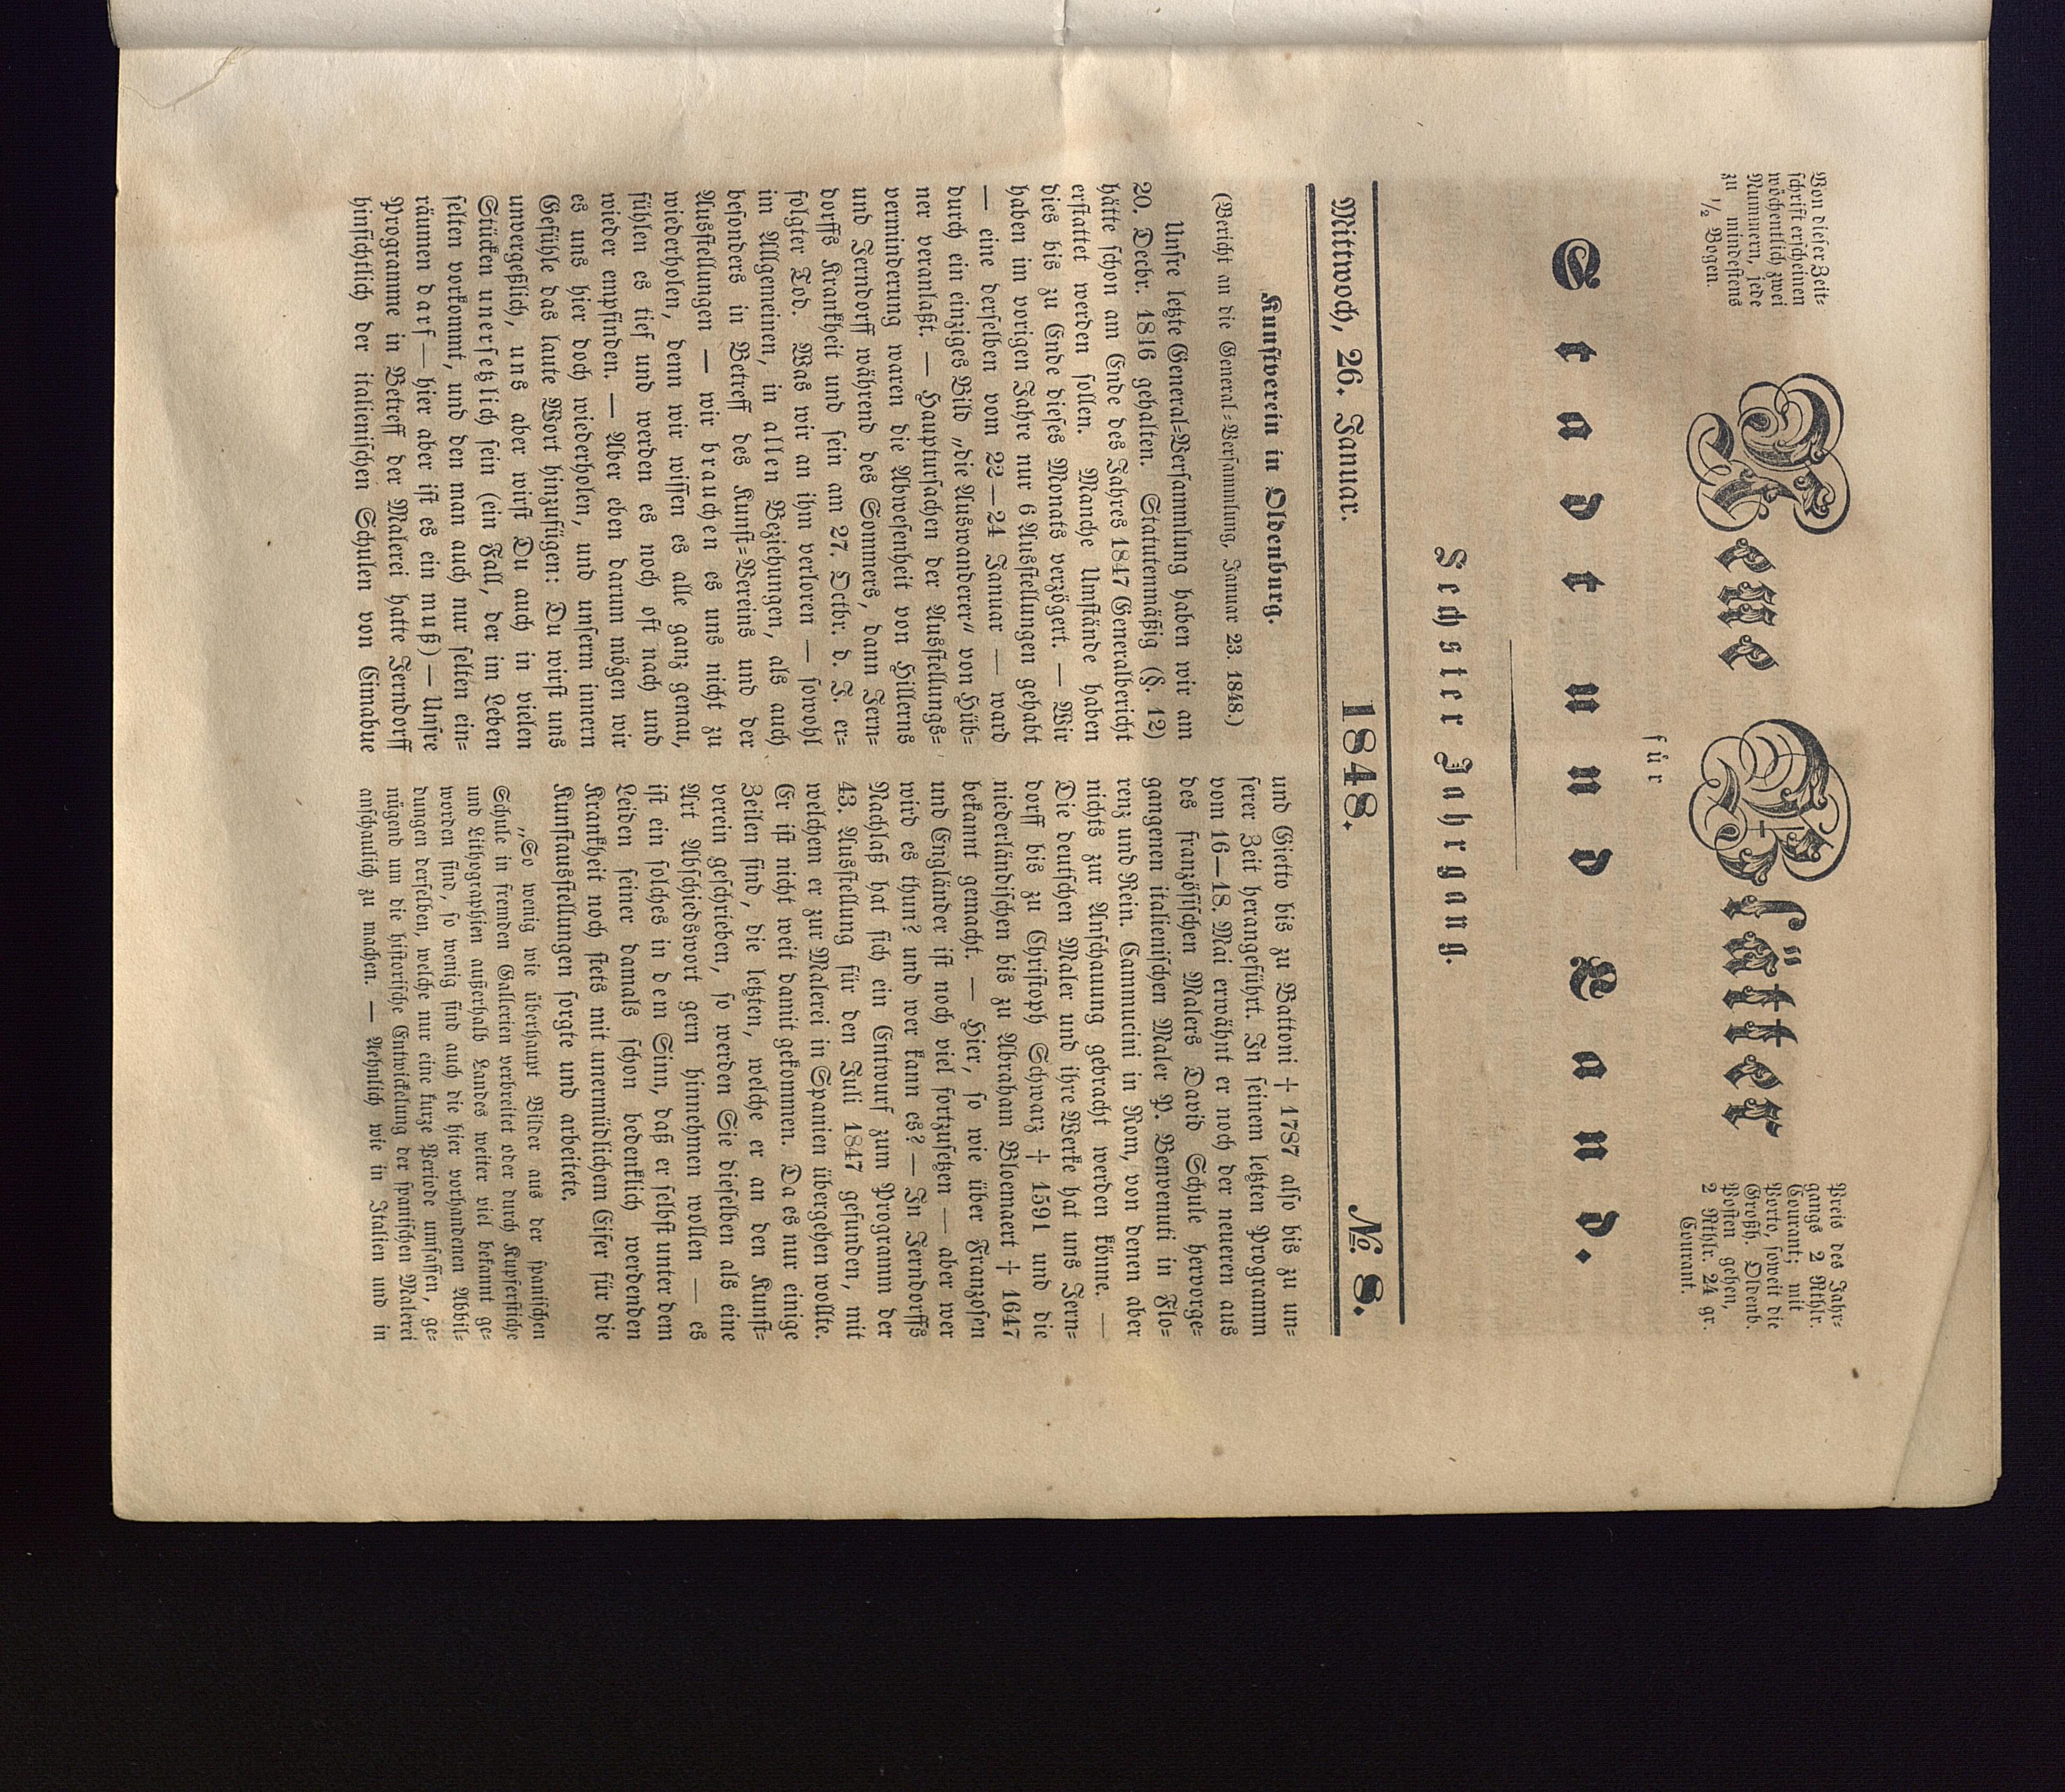 Von dieser Zeit-
schrift erscheinen
wöchentlich zwei
Nummern, jede
zu mindestens
½ Bogen.
Neue Blätter
Preis des Jahr-
gangs 2 Rthlr.
Courant; mit
Porto, soweit die
Großh. Oldenb.
Posten gehen,
2 Rthlr. 24 gr.
Courant.
für
Stadt und Land.
Sechster Jahrgang.
Mittwoch, 26. Januar. 1848. № 8.
Kunstverein in Oldenburg.
(Bericht an die General-Versammlung, Januar 23. 1848.)
Unsre letzte General-Versammlung haben wir am
20. Decbr. 1846 gehalten. Statutenmäßig (§. 12)
hätte schon am Ende des Jahrs 1847 Generalbericht
erstattet werden sollen. Manche Umstände haben
dies bis zu Ende dieses Monats verzögert. — Wir
haben im vorigen Jahre nur 6 Ausstellungen gehabt
— eine derselben vom 22—24 Januar — ward
durch ein einziges Bild „die Auswanderer“ von Hüb-
ner veranlaßt. — Hauptursachen der Ausstellungs-
verminderung waren die Abwesenheit von Hillerns
und Jerndorff während des Sommers, dann Jern-
dorffs Krankheit und sein an 27. Octbr. d. J. er-
folgter Tod. Was wir an ihm verloren — sowohl
im Allgemeinen, in allen Beziehungen, als auch
besonders in Betreff des Kunst-Vereins und der
Ausstellungen — wir brauchen es uns nicht zu
wiederholen, denn wir wissen es alle ganz genau,
fühlen es tief und werden es noch oft nach und
wieder empfinden. — Aber eben darum mögen wir
es uns hier doch wiederholen, und unserm innern
Gefühle das laute Wort hinzufügen: Du wirst uns
unvergeßlich, uns aber wirst Du auch in vielen
Stücken unersetzlich sein (ein Fall, der im Leben
selten vorkommt, und den man auch nur selten ein-
räumen darf — hier aber ist es ein muß) — Unsre
Programme in Betreff der Malerei hatte Jerndorff
hinsichtlich der italienischen Schulen von Cimabue
und Gietto bis zu Battoni † 1787 also bis zu un-
serer Zeit herangeführt. In seinem letzten Programm
vom 16—18. Mai erwähnt er noch der neueren aus
des französischen Malers David Schule hervorge-
gangenen italienischen Maler P. Benvenuti in Flo-
renz und Rein. Cammucini in Rom, von denen aber
nichts zur Anschauung gebracht werden könne. —
Die deutschen Maler und ihre Werke hat uns Jern-
dorff bis zu Christoph Schwarz † 1591 und die
niederländischen bis zu Abraham Bloemaert † 1647
bekannt gemacht. — Hier, so wie über Franzosen
und Engländer ist noch viel fortzusetzen — aber wer
wird es thun? und wer kann es? — In Jerndorffs
Nachlaß hat sich ein Entwurf zum Programm der
43. Ausstellung für den Juli 1847 gefunden, mit
welchem er zur Malerei in Spanien übergehen wollte.
Er ist nicht weit damit gekommen. Da es nur einige
Zeilen sind, die letzten, welche er an den Kunst-
verein geschrieben, so werden Sie dieselben als eine
Art Abschiedswort gern hinnehmen wollen — es
ist ein solches in dem Sinn, daß er selbst unter dem
Leiden seiner damals schon bedenklich werdenden
Krankheit noch stets mit unermüdlichem Eifer für die
Kunstausstellungen sorgte und arbeitete.
„So wenig wie überhaupt Bilder aus der spanischen
Schule in fremden Gallerien verbreitet oder durch Kupferstiche
und Lithographien außerhalb Landes weiter viel bekannt ge-
worden sind, so wenig sind auch die hier vorhandenen Abbil-
dungen derselben, welche nur eine kurze Periode umfassen, ge-
nügend um die historische Entwickelung der spanischen Malerei
anschaulich zu machen. — Aehnlich wie in Italien und in